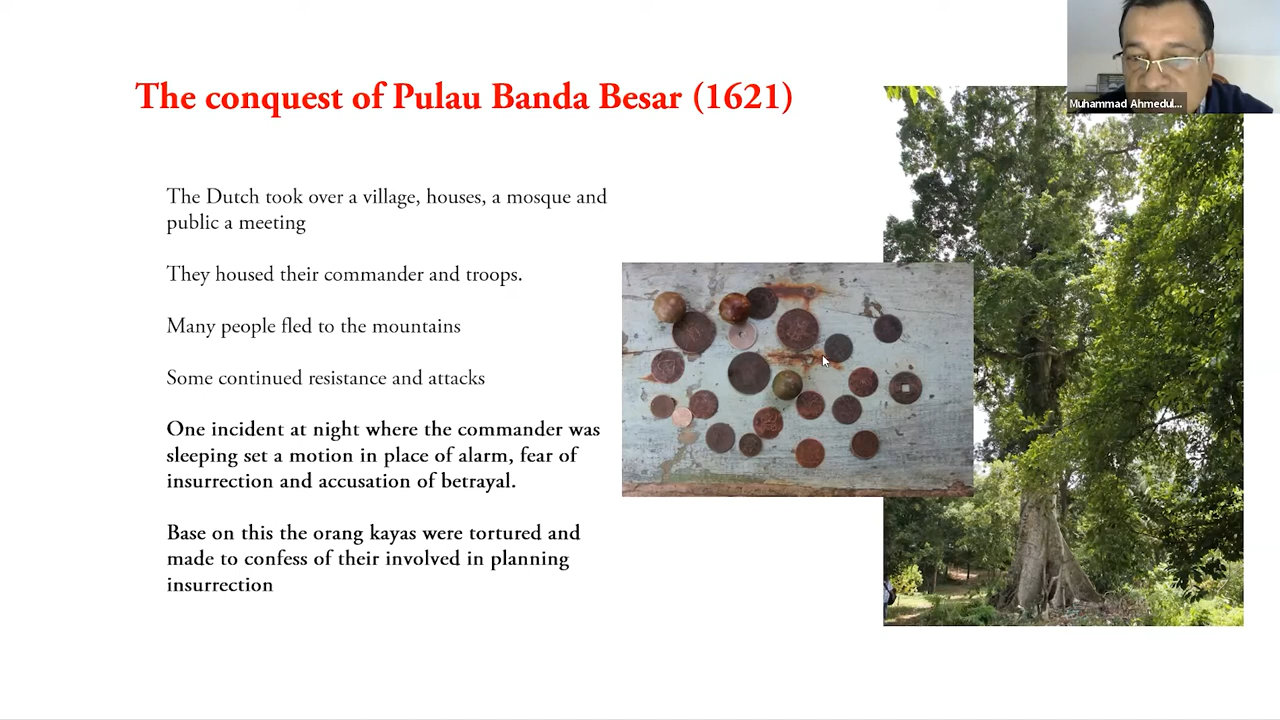 The conquest of Pulau Banda Besar (1621)
Muhammad Ahmedul...
The Dutch took over a village, houses, a mosque and
public a meeting
They housed their commander and troops.
Many people fled to the mountains
Some continued resistance and attacks
One incident at night where the commander was
sleeping set a motion in place of alarm, fear of
insurrection and accusation of betrayal.
Base on this the orang kayas were tortured and
made to confess of their involved in planning
insurrection